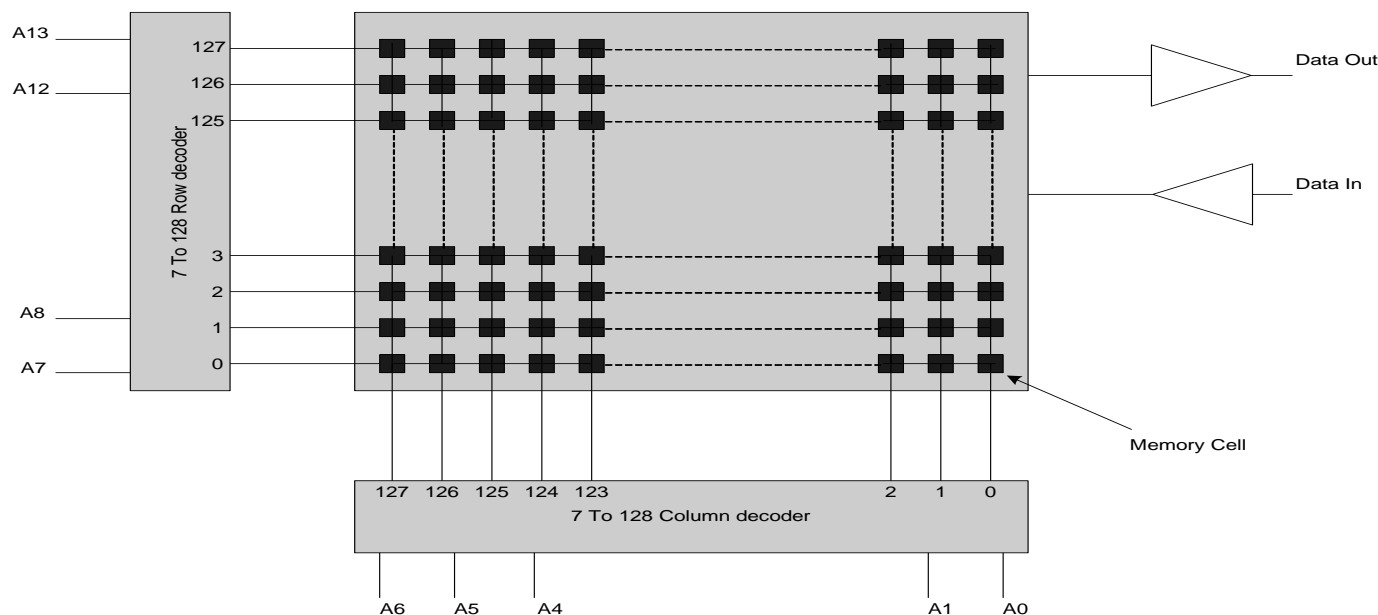 A13
A12
A8
A7
7 To 128 Row decoder
127
126
125
3
2
1
0
Data Out
Data In
Memory Cell
127 126 125 124 123 2 1 0
7 To 128 Column decoder
A6 A5 A4 A1 A0